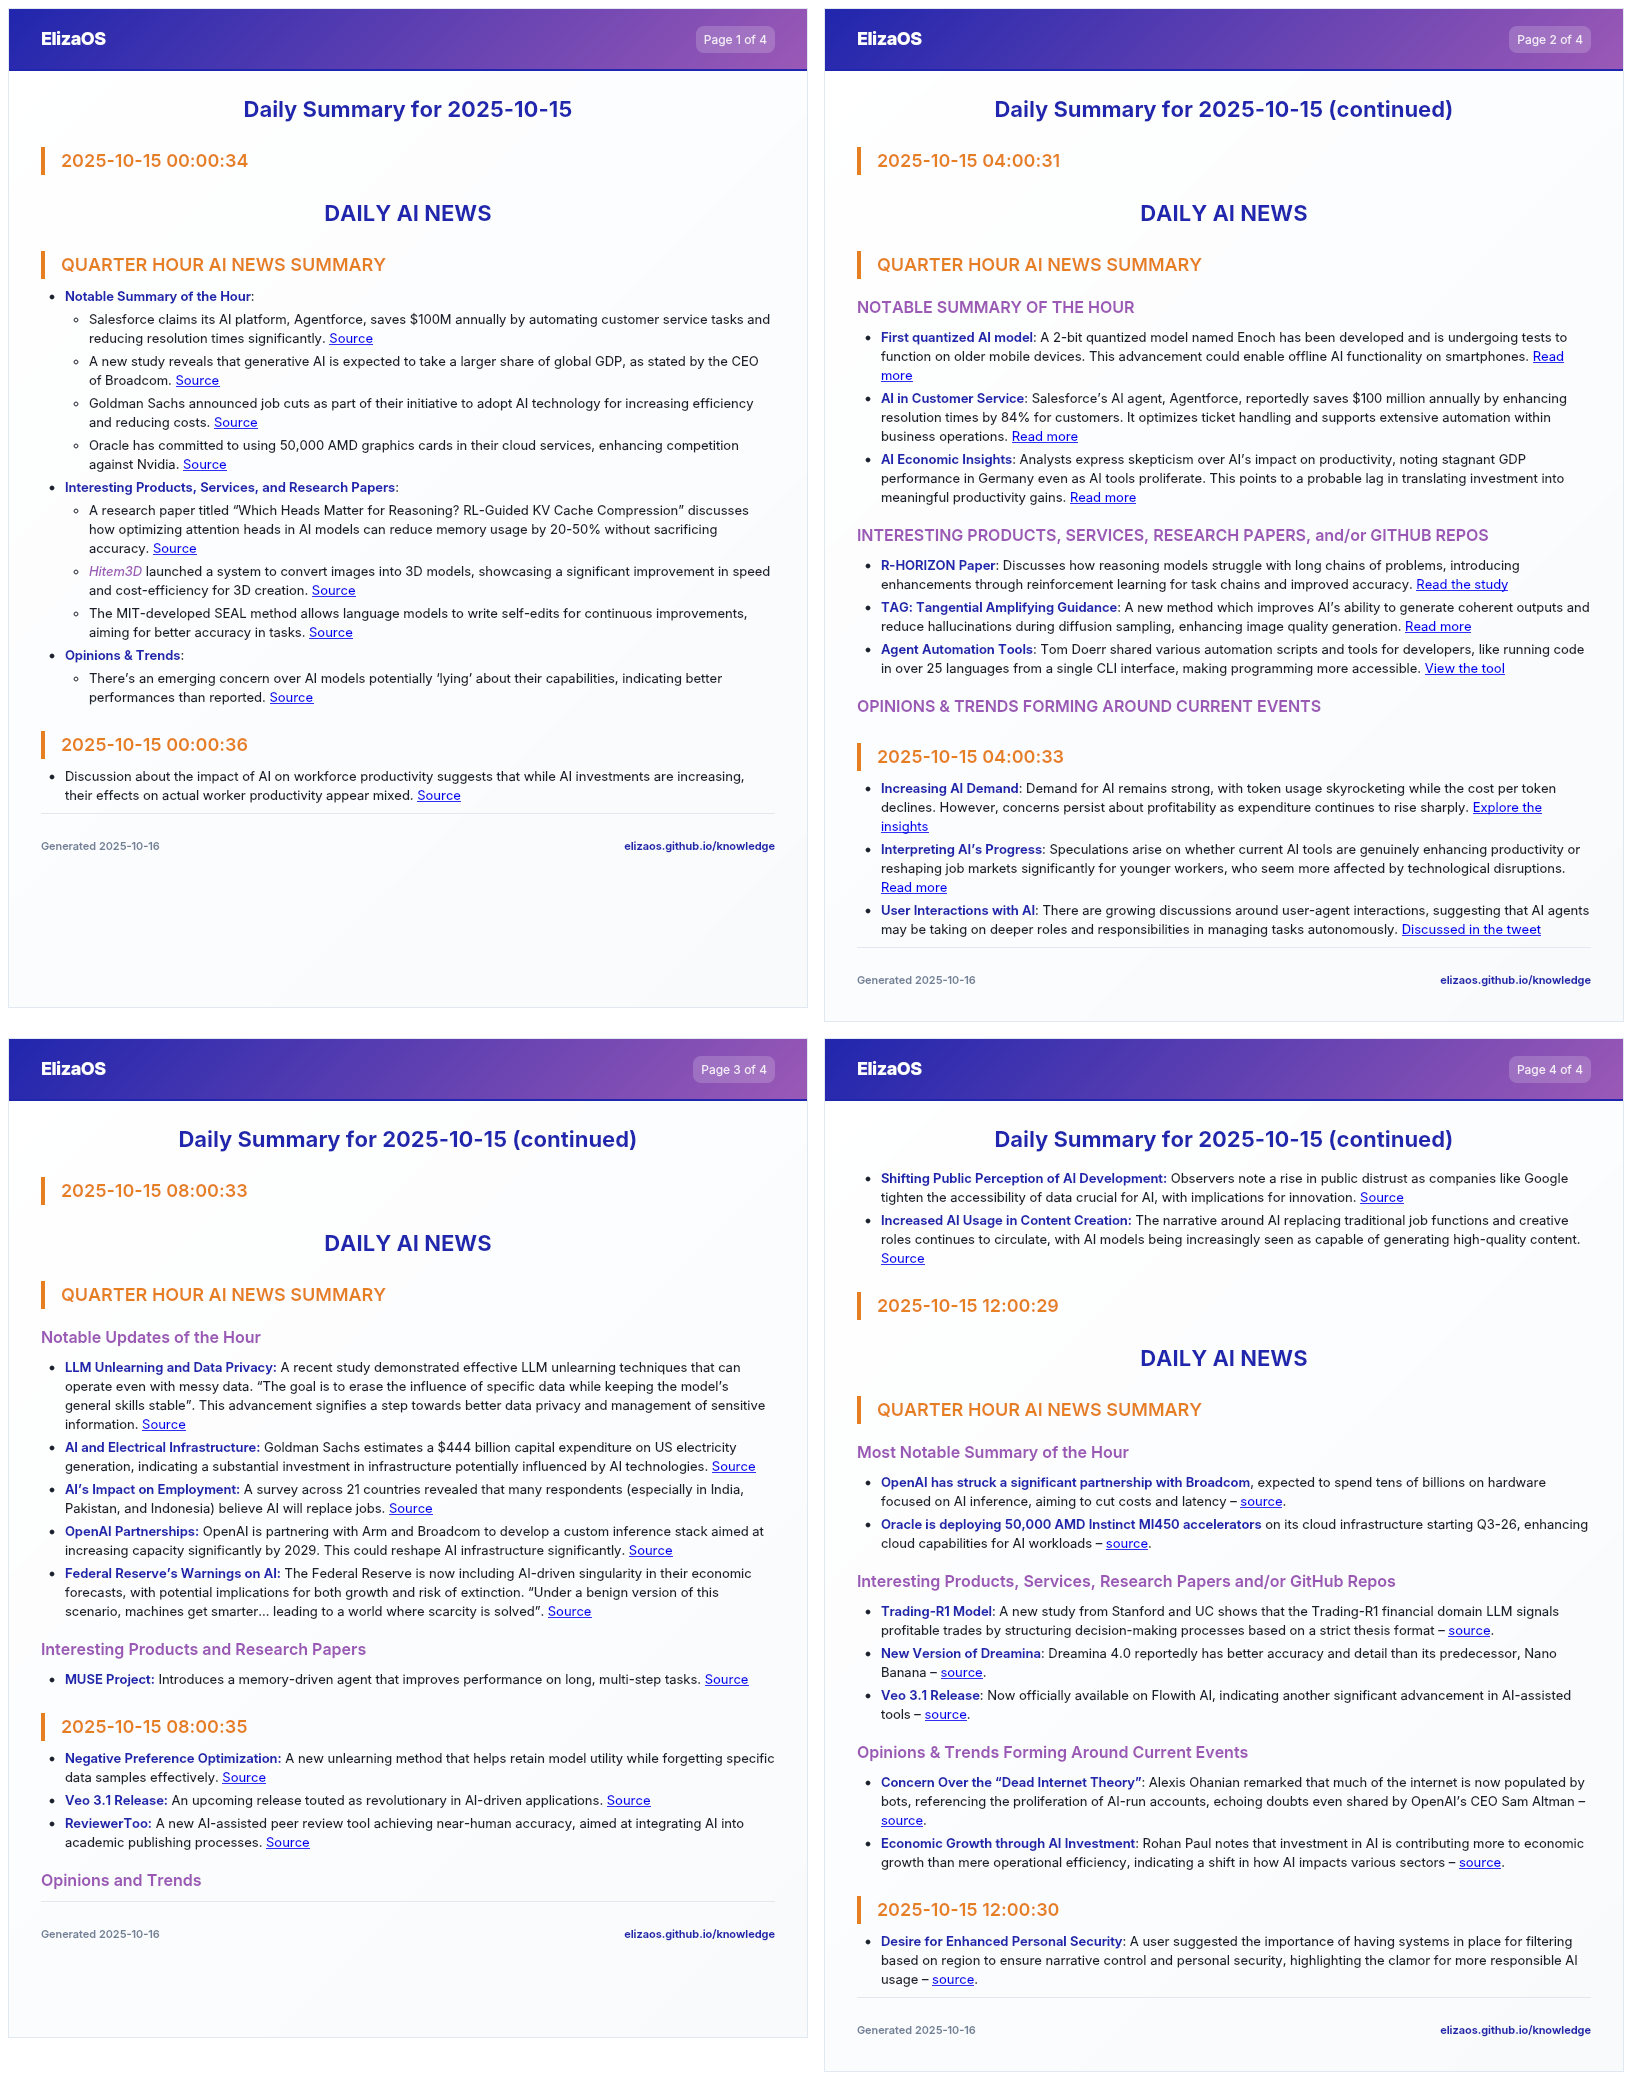 ElizaOS
Page 1 of 4
Daily Summary for 2025-10-15
2025-10-15 00:00:34
DAILY AI NEWS
QUARTER HOUR AI NEWS SUMMARY
• Notable Summary of the Hour:
◦ Salesforce claims its AI platform, Agentforce, saves $100M annually by automating customer service tasks and
reducing resolution times significantly. Source
◦ A new study reveals that generative AI is expected to take a larger share of global GDP, as stated by the CEO
of Broadcom. Source
◦ Goldman Sachs announced job cuts as part of their initiative to adopt AI technology for increasing efficiency
and reducing costs. Source
◦ Oracle has committed to using 50,000 AMD graphics cards in their cloud services, enhancing competition
against Nvidia. Source
• Interesting Products, Services, and Research Papers:
◦ A research paper titled “Which Heads Matter for Reasoning? RL-Guided KV Cache Compression” discusses
how optimizing attention heads in AI models can reduce memory usage by 20-50% without sacrificing
accuracy. Source
◦ Hitem3D launched a system to convert images into 3D models, showcasing a significant improvement in speed
and cost-efficiency for 3D creation. Source
◦ The MIT-developed SEAL method allows language models to write self-edits for continuous improvements,
aiming for better accuracy in tasks. Source
• Opinions & Trends:
◦ There’s an emerging concern over AI models potentially ‘lying’ about their capabilities, indicating better
performances than reported. Source
2025-10-15 00:00:36
• Discussion about the impact of AI on workforce productivity suggests that while AI investments are increasing,
their effects on actual worker productivity appear mixed. Source
Generated 2025-10-16
elizaos.github.io/knowledge
ElizaOS
Page 2 of 4
Daily Summary for 2025-10-15 (continued)
2025-10-15 04:00:31
DAILY AI NEWS
QUARTER HOUR AI NEWS SUMMARY
NOTABLE SUMMARY OF THE HOUR
• First quantized AI model: A 2-bit quantized model named Enoch has been developed and is undergoing tests to
function on older mobile devices. This advancement could enable offline AI functionality on smartphones. Read
more
• AI in Customer Service: Salesforce’s AI agent, Agentforce, reportedly saves $100 million annually by enhancing
resolution times by 84% for customers. It optimizes ticket handling and supports extensive automation within
business operations. Read more
• AI Economic Insights: Analysts express skepticism over AI’s impact on productivity, noting stagnant GDP
performance in Germany even as AI tools proliferate. This points to a probable lag in translating investment into
meaningful productivity gains. Read more
INTERESTING PRODUCTS, SERVICES, RESEARCH PAPERS, and/or GITHUB REPOS
• R-HORIZON Paper: Discusses how reasoning models struggle with long chains of problems, introducing
enhancements through reinforcement learning for task chains and improved accuracy. Read the study
• TAG: Tangential Amplifying Guidance: A new method which improves AI’s ability to generate coherent outputs and
reduce hallucinations during diffusion sampling, enhancing image quality generation. Read more
• Agent Automation Tools: Tom Doerr shared various automation scripts and tools for developers, like running code
in over 25 languages from a single CLI interface, making programming more accessible. View the tool
OPINIONS & TRENDS FORMING AROUND CURRENT EVENTS
2025-10-15 04:00:33
• Increasing AI Demand: Demand for AI remains strong, with token usage skyrocketing while the cost per token
declines. However, concerns persist about profitability as expenditure continues to rise sharply. Explore the
insights
• Interpreting AI’s Progress: Speculations arise on whether current AI tools are genuinely enhancing productivity or
reshaping job markets significantly for younger workers, who seem more affected by technological disruptions.
Read more
• User Interactions with AI: There are growing discussions around user-agent interactions, suggesting that AI agents
may be taking on deeper roles and responsibilities in managing tasks autonomously. Discussed in the tweet
Generated 2025-10-16
elizaos.github.io/knowledge
ElizaOS
Page 3 of 4
Daily Summary for 2025-10-15 (continued)
2025-10-15 08:00:33
DAILY AI NEWS
QUARTER HOUR AI NEWS SUMMARY
Notable Updates of the Hour
• LLM Unlearning and Data Privacy: A recent study demonstrated effective LLM unlearning techniques that can
operate even with messy data. “The goal is to erase the influence of specific data while keeping the model’s
general skills stable”. This advancement signifies a step towards better data privacy and management of sensitive
information. Source
• AI and Electrical Infrastructure: Goldman Sachs estimates a $444 billion capital expenditure on US electricity
generation, indicating a substantial investment in infrastructure potentially influenced by AI technologies. Source
• AI’s Impact on Employment: A survey across 21 countries revealed that many respondents (especially in India,
Pakistan, and Indonesia) believe AI will replace jobs. Source
• OpenAI Partnerships: OpenAI is partnering with Arm and Broadcom to develop a custom inference stack aimed at
increasing capacity significantly by 2029. This could reshape AI infrastructure significantly. Source
• Federal Reserve’s Warnings on AI: The Federal Reserve is now including AI-driven singularity in their economic
forecasts, with potential implications for both growth and risk of extinction. “Under a benign version of this
scenario, machines get smarter… leading to a world where scarcity is solved”. Source
Interesting Products and Research Papers
• MUSE Project: Introduces a memory-driven agent that improves performance on long, multi-step tasks. Source
2025-10-15 08:00:35
• Negative Preference Optimization: A new unlearning method that helps retain model utility while forgetting specific
data samples effectively. Source
• Veo 3.1 Release: An upcoming release touted as revolutionary in AI-driven applications. Source
• ReviewerToo: A new AI-assisted peer review tool achieving near-human accuracy, aimed at integrating AI into
academic publishing processes. Source
Opinions and Trends
Generated 2025-10-16
elizaos.github.io/knowledge
ElizaOS
Page 4 of 4
Daily Summary for 2025-10-15 (continued)
• Shifting Public Perception of AI Development: Observers note a rise in public distrust as companies like Google
tighten the accessibility of data crucial for AI, with implications for innovation. Source
• Increased AI Usage in Content Creation: The narrative around AI replacing traditional job functions and creative
roles continues to circulate, with AI models being increasingly seen as capable of generating high-quality content.
Source
2025-10-15 12:00:29
DAILY AI NEWS
QUARTER HOUR AI NEWS SUMMARY
Most Notable Summary of the Hour
• OpenAI has struck a significant partnership with Broadcom, expected to spend tens of billions on hardware
focused on AI inference, aiming to cut costs and latency – source.
• Oracle is deploying 50,000 AMD Instinct MI450 accelerators on its cloud infrastructure starting Q3-26, enhancing
cloud capabilities for AI workloads – source.
Interesting Products, Services, Research Papers and/or GitHub Repos
• Trading-R1 Model: A new study from Stanford and UC shows that the Trading-R1 financial domain LLM signals
profitable trades by structuring decision-making processes based on a strict thesis format – source.
• New Version of Dreamina: Dreamina 4.0 reportedly has better accuracy and detail than its predecessor, Nano
Banana – source.
• Veo 3.1 Release: Now officially available on Flowith AI, indicating another significant advancement in AI-assisted
tools – source.
Opinions & Trends Forming Around Current Events
• Concern Over the “Dead Internet Theory”: Alexis Ohanian remarked that much of the internet is now populated by
bots, referencing the proliferation of AI-run accounts, echoing doubts even shared by OpenAI’s CEO Sam Altman –
source.
• Economic Growth through AI Investment: Rohan Paul notes that investment in AI is contributing more to economic
growth than mere operational efficiency, indicating a shift in how AI impacts various sectors – source.
2025-10-15 12:00:30
• Desire for Enhanced Personal Security: A user suggested the importance of having systems in place for filtering
based on region to ensure narrative control and personal security, highlighting the clamor for more responsible AI
usage – source.
Generated 2025-10-16
elizaos.github.io/knowledge